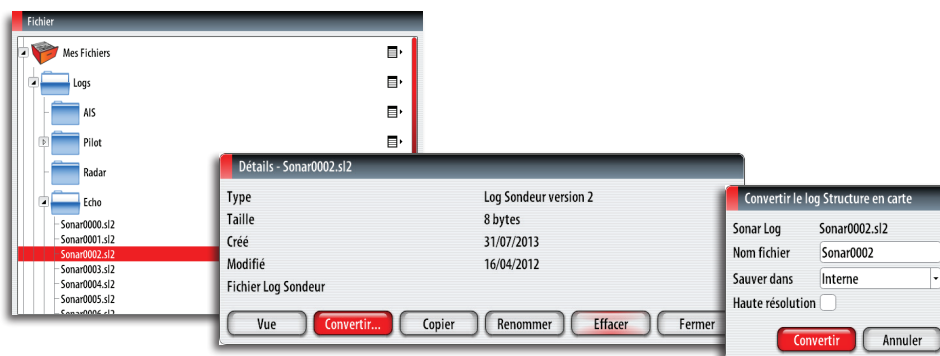 Fichier
Mes Fichiers
Logs
AIS
Pilot
Radar
Echo
Sonar0000.sl2
Sonar0001.sl2
Sonar0002.sl2
Sonar0003.sl2
Sonar0004.sl2
Sonar0005.sl2
Sonar0006.sl2
Détails - Sonar0002.sl2
Type Log Sondeur version 2
Taille 8 bytes
Créé 31/07/2013
Modifié 16/04/2012
Fichier Log Sondeur
Vue Convertir... Copier Renommer Effacer Fermer
Convertir le log Structure en carte
Sonar Log Sonar0002.sl2
Nom fichier Sonar0002
Sauver dans Interne
Haute résolution
Convertir Annuler